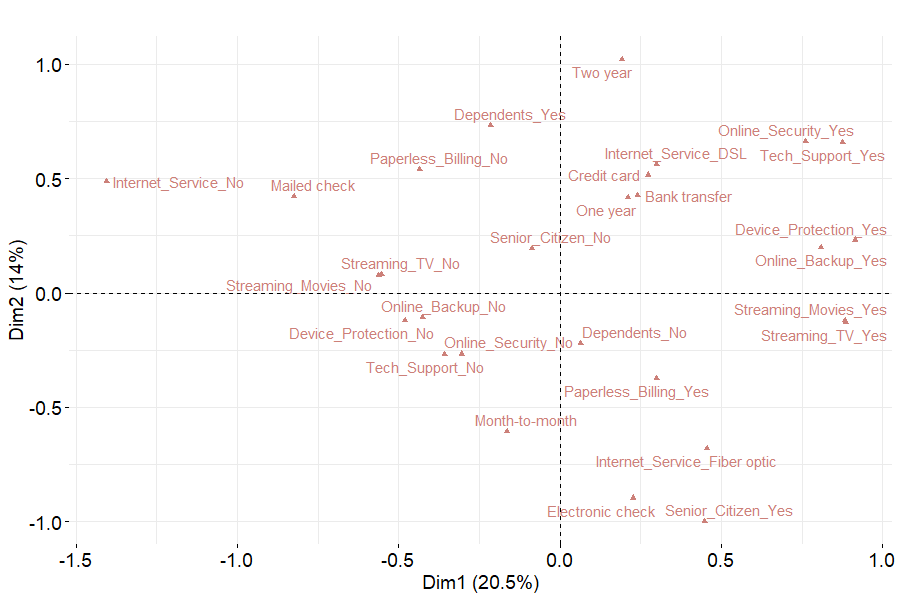 1.0
Two year
Dependents_Yes
Online_Security_Yes
Internet_Service_DSL
Tech_Support_Yes
Paperless_Billing_No
0.5
Internet_Service_No
Mailed check
Credit card
Bank transfer
One year
Senior_Citizen_No
Device_Protection_Yes
Online_Backup_Yes
Streaming_TV_No
Streaming_Movies_No
0.0
Online_Backup_No
Streaming_Movies_Yes
Device_Protection_No
Dependents_No
Streaming_TV_Yes
Online_Security_No
Tech_Support_No
Paperless_Billing_Yes
-0.5
Month-to-month
Internet_Service_Fiber optic
Electronic check
Senior_Citizen_Yes
-1.0
Dim2 (14%)
-1.5 -1.0 -0.5 0.0 0.5 1.0
Dim1 (20.5%)